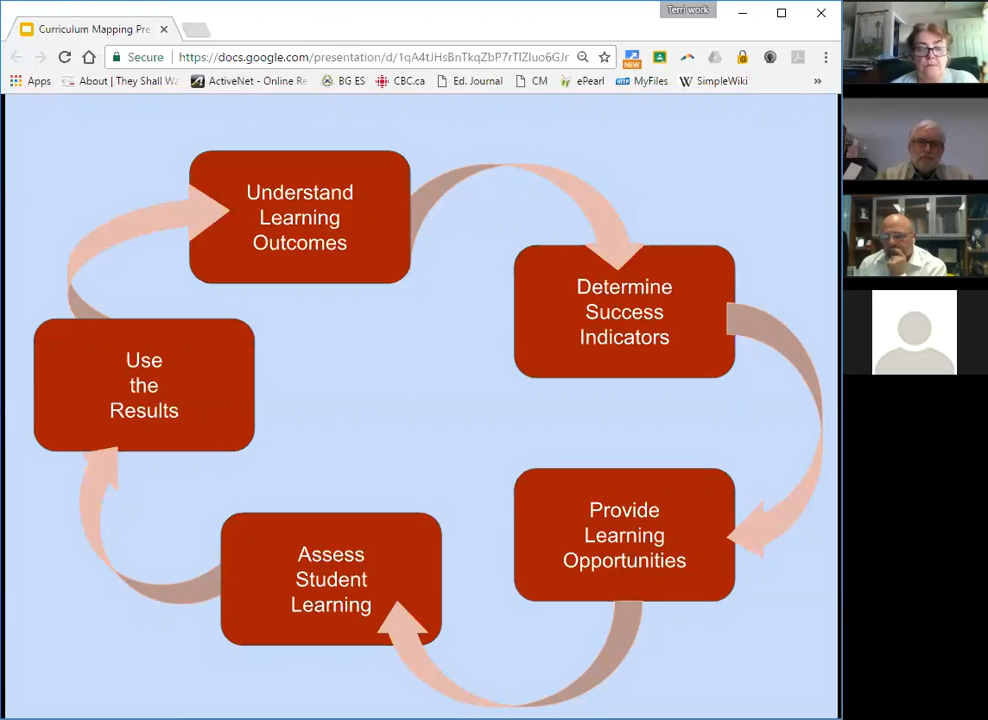 Terri work
Curriculum Mapping Pre
Secure
https://docs.google.com/presentation/d/1qA4tJHsBnTkqZbP7rTlZluo6GJr
NEW
Apps
About | They Shall W
ActiveNet - Online Re
BG ES
CBC.ca
Ed. Journal
CM
ePearl
MyFiles
SimpleWiki
Understand
Learning
Outcomes
Determine
Success
Indicators
Provide
Learning
Opportunities
Assess
Student
Learning
Use
the
Results